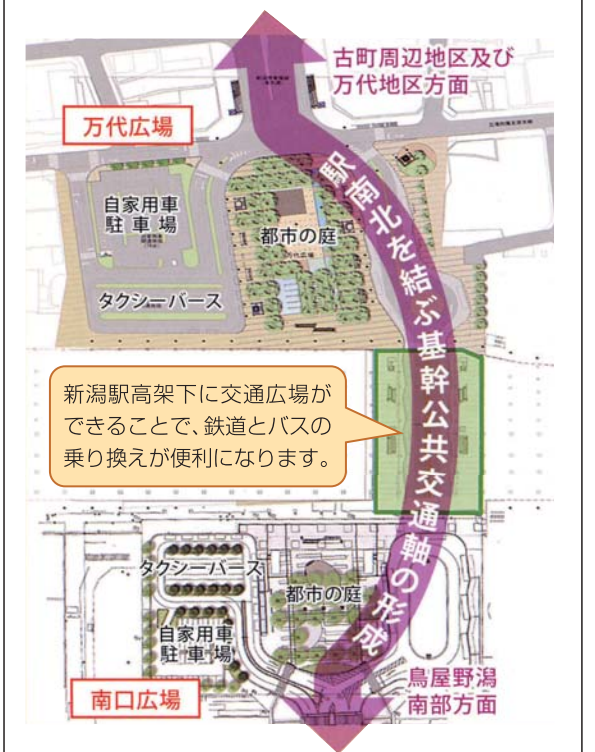 古町周辺地区及び
万代地区方面
万代広場
自家用車
駐車場
都市の庭
万代広場
タクシーバース
駅南北を結ぶ基幹公共交通軸の形成
新潟駅高架下に交通広場が
できることで、鉄道とバスの
乗り換えが便利になります。
タクシーバース
都市の庭
自家用車
駐車場
南口広場
鳥屋野潟
南部方面